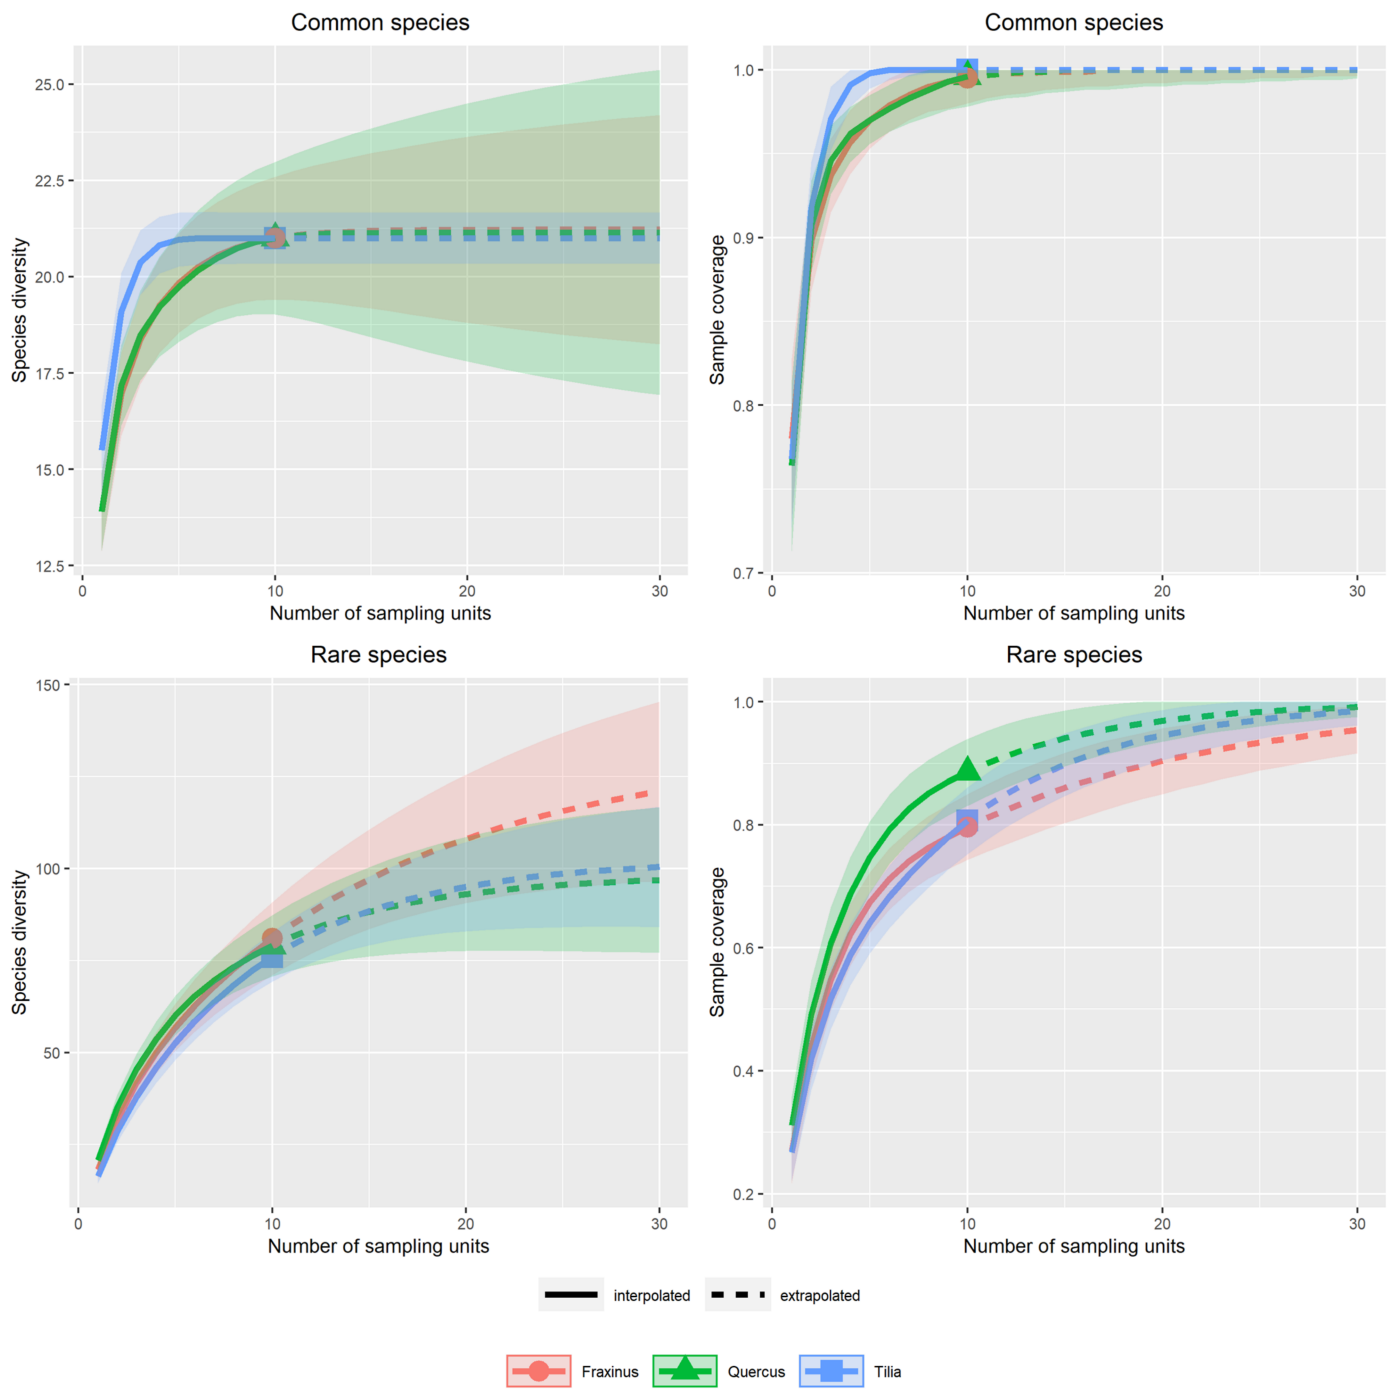 Common species
Common species
25.0
22.5
20.0
17.5
15.0
12.5
Species diversity
0 10 20 30
Number of sampling units
1.0
0.9
0.8
0.7
Sample coverage
0 10 20 30
Number of sampling units
Rare species
Rare species
150
100
50
Species diversity
0 10 20 30
Number of sampling units
1.0
0.8
0.6
0.4
0.2
Sample coverage
0 10 20 30
Number of sampling units
interpolated extrapolated
Fraxinus Quercus Tilia